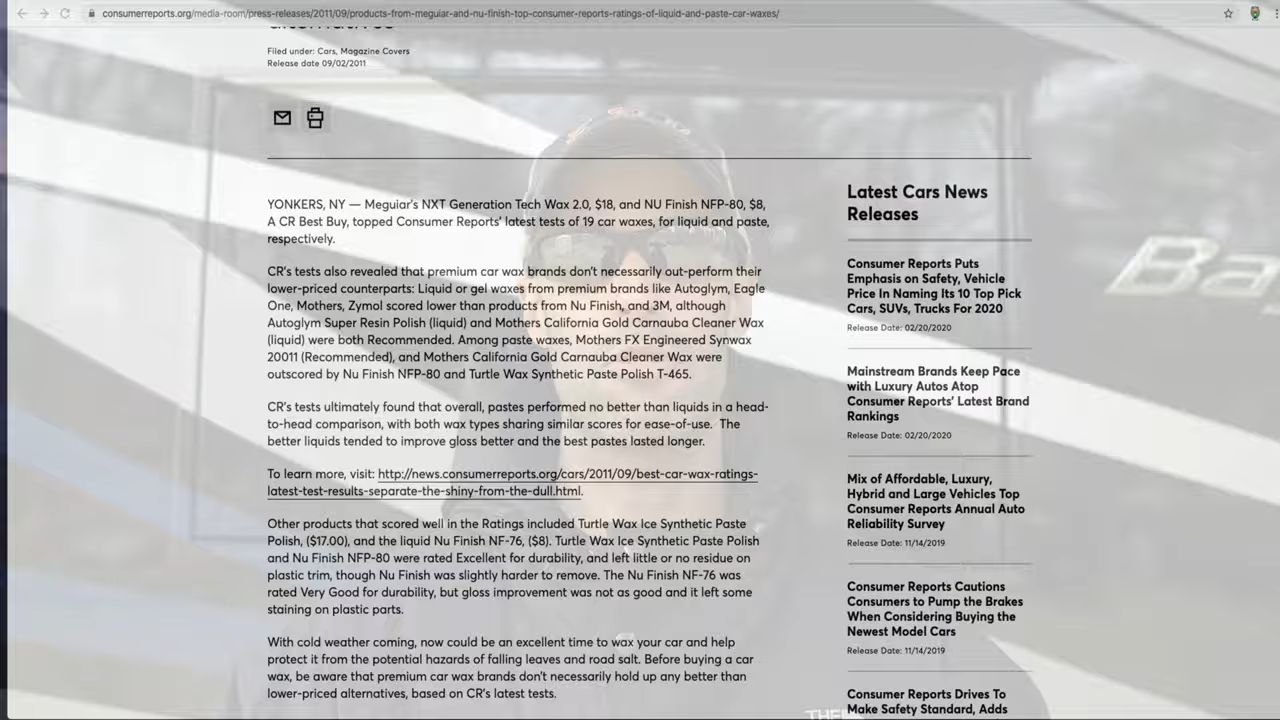 consumerreports.org/media-room/press-releases/2011/09/products-from-meguiar-and-nu-finish-top-consumer-reports-ratings-of-liquid-and-paste-car-waxes/
Filed under: Cars, Magazine Covers
Release date 09/02/2011
YONKERS, NY — Meguiar's NXT Generation Tech Wax 2.0, $18, and NU Finish NFP-80, $8,
A CR Best Buy, topped Consumer Reports' latest tests of 19 car waxes, for liquid and paste,
respectively.
CR's tests also revealed that premium car wax brands don't necessarily out-perform their
lower-priced counterparts: Liquid or gel waxes from premium brands like Autoglym, Eagle
One, Mothers, Zymol scored lower than products from Nu Finish, and 3M, although
Autoglym Super Resin Polish (liquid) and Mothers California Gold Carnauba Cleaner Wax
(liquid) were both Recommended. Among paste waxes, Mothers FX Engineered Synwax
20011 (Recommended), and Mothers California Gold Carnauba Cleaner Wax were
outscored by Nu Finish NFP-80 and Turtle Wax Synthetic Paste Polish T-465.
CR's tests ultimately found that overall, pastes performed no better than liquids in a head-
to-head comparison, with both wax types sharing similar scores for ease-of-use. The
better liquids tended to improve gloss better and the best pastes lasted longer.
To learn more, visit: http://news.consumerreports.org/cars/2011/09/best-car-wax-ratings-
latest-test-results-separate-the-shiny-from-the-dull.html.
Other products that scored well in the Ratings included Turtle Wax Ice Synthetic Paste
Polish, ($17.00), and the liquid Nu Finish NF-76, ($8). Turtle Wax Ice Synthetic Paste Polish
and Nu Finish NFP-80 were rated Excellent for durability, and left little or no residue on
plastic trim, though Nu Finish was slightly harder to remove. The Nu Finish NF-76 was
rated Very Good for durability, but gloss improvement was not as good and it left some
staining on plastic parts.
With cold weather coming, now could be an excellent time to wax your car and help
protect it from the potential hazards of falling leaves and road salt. Before buying a car
wax, be aware that premium car wax brands don't necessarily hold up any better than
lower-priced alternatives, based on CR's latest tests.
Latest Cars News
Releases
Consumer Reports Puts
Emphasis on Safety, Vehicle
Price In Naming Its 10 Top Pick
Cars, SUVs, Trucks For 2020
Release Date: 02/20/2020
Mainstream Brands Keep Pace
with Luxury Autos Atop
Consumer Reports' Latest Brand
Rankings
Release Date: 02/20/2020
Mix of Affordable, Luxury,
Hybrid and Large Vehicles Top
Consumer Reports Annual Auto
Reliability Survey
Release Date: 11/14/2019
Consumer Reports Cautions
Consumers to Pump the Brakes
When Considering Buying the
Newest Model Cars
Release Date: 11/14/2019
Consumer Reports Drives To
Make Safety Standard, Adds